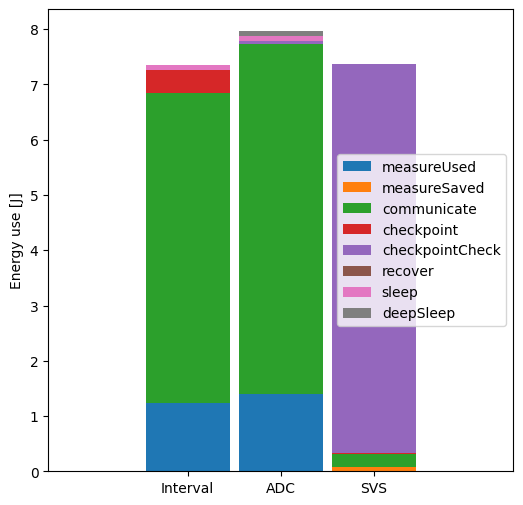 Energy use [J]
8
7
6
5
4
3
2
1
0
measureUsed
measureSaved
communicate
checkpoint
checkpointCheck
recover
sleep
deepSleep
Interval ADC SVS